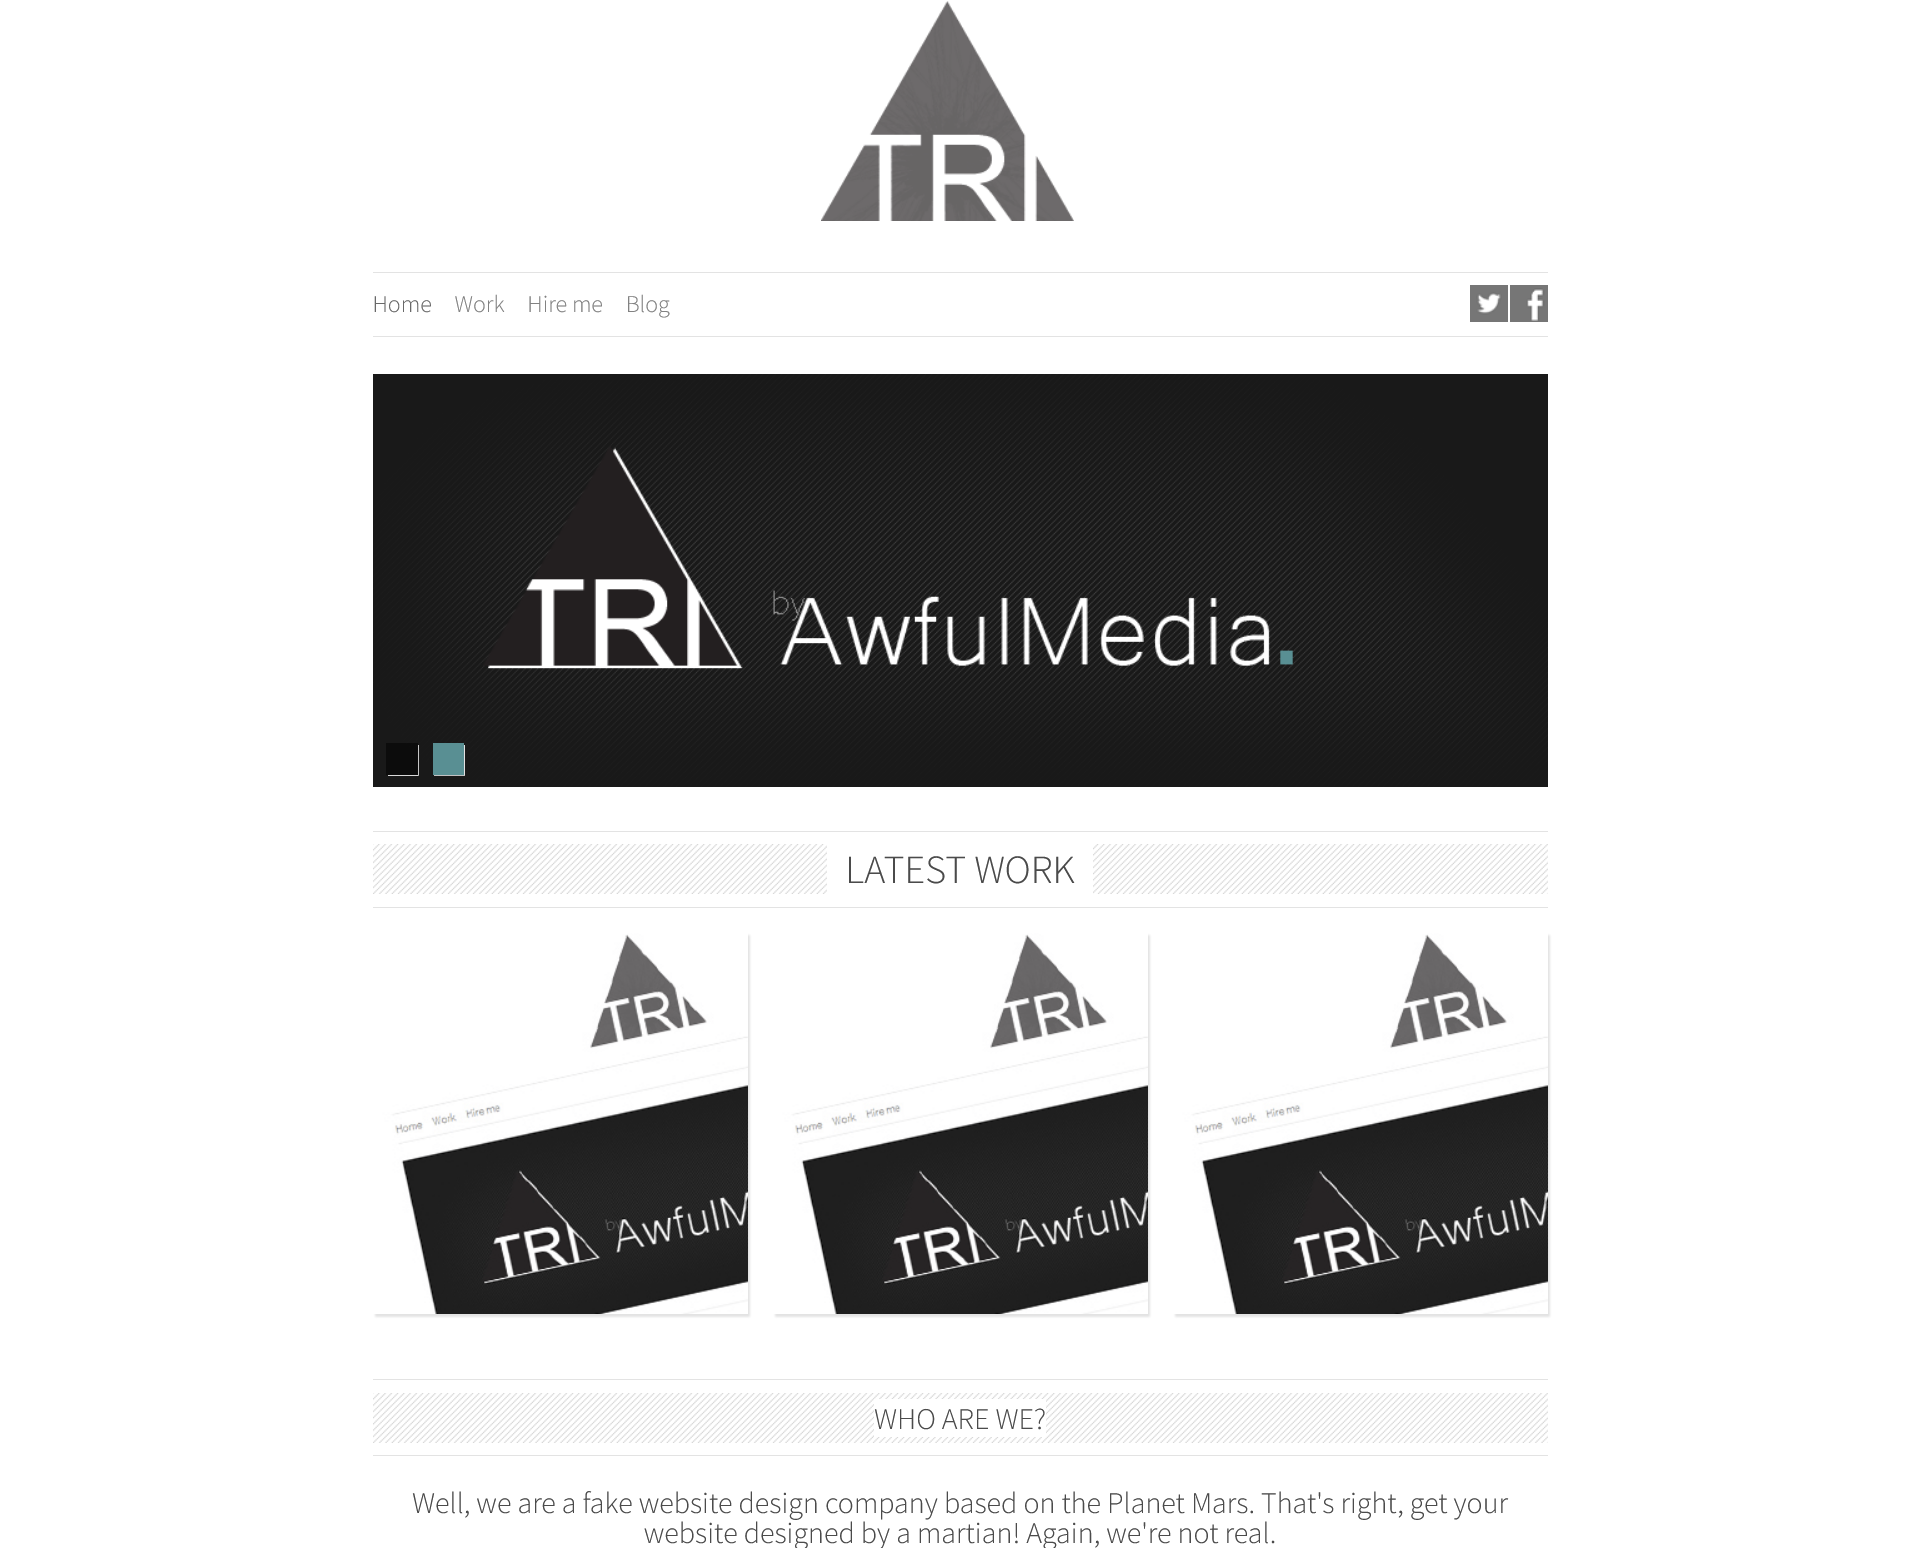 TRI
Home Work Hire me Blog
TRI by AwfulMedia.
LATEST WORK
TRI
Home Work Hire me
TRI by AwfulM
TRI
Home Work Hire me
TRI by AwfulM
TRI
Home Work Hire me
TRI by AwfulM
WHO ARE WE?
Well, we are a fake website design company based on the Planet Mars. That's right, get your
website designed by a martian! Again, we're not real.